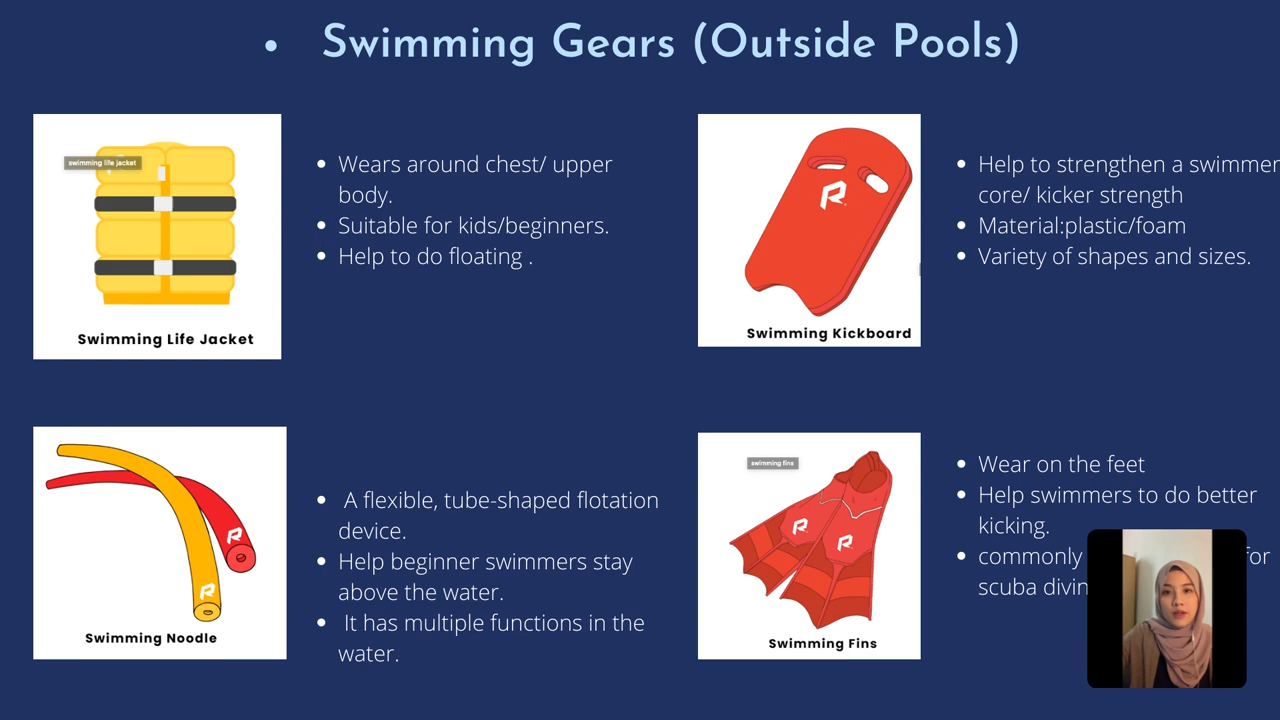 • Swimming Gears (Outside Pools)
swimming life jacket
Swimming Life Jacket
• Wears around chest/ upper
body.
• Suitable for kids/beginners.
• Help to do floating .
R
Swimming Kickboard
• Help to strengthen a swimmer
core/ kicker strength
• Material:plastic/foam
• Variety of shapes and sizes.
R
R
Swimming Noodle
• A flexible, tube-shaped flotation
device.
• Help beginner swimmers stay
above the water.
• It has multiple functions in the
water.
swimming fins
R
R
Swimming Fins
• Wear on the feet
• Help swimmers to do better
kicking.
• commonly for
scuba divin